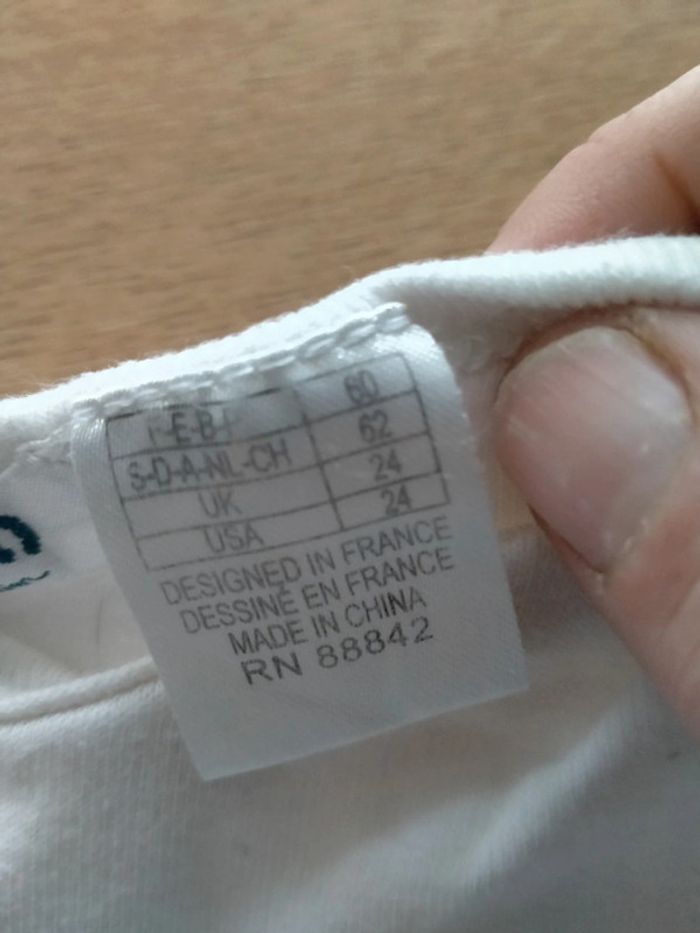 60
S-D-A-NL-CH 62
UK 24
USA 24
DESIGNED IN FRANCE
DESSINÉ EN FRANCE
MADE IN CHINA
RN 88842